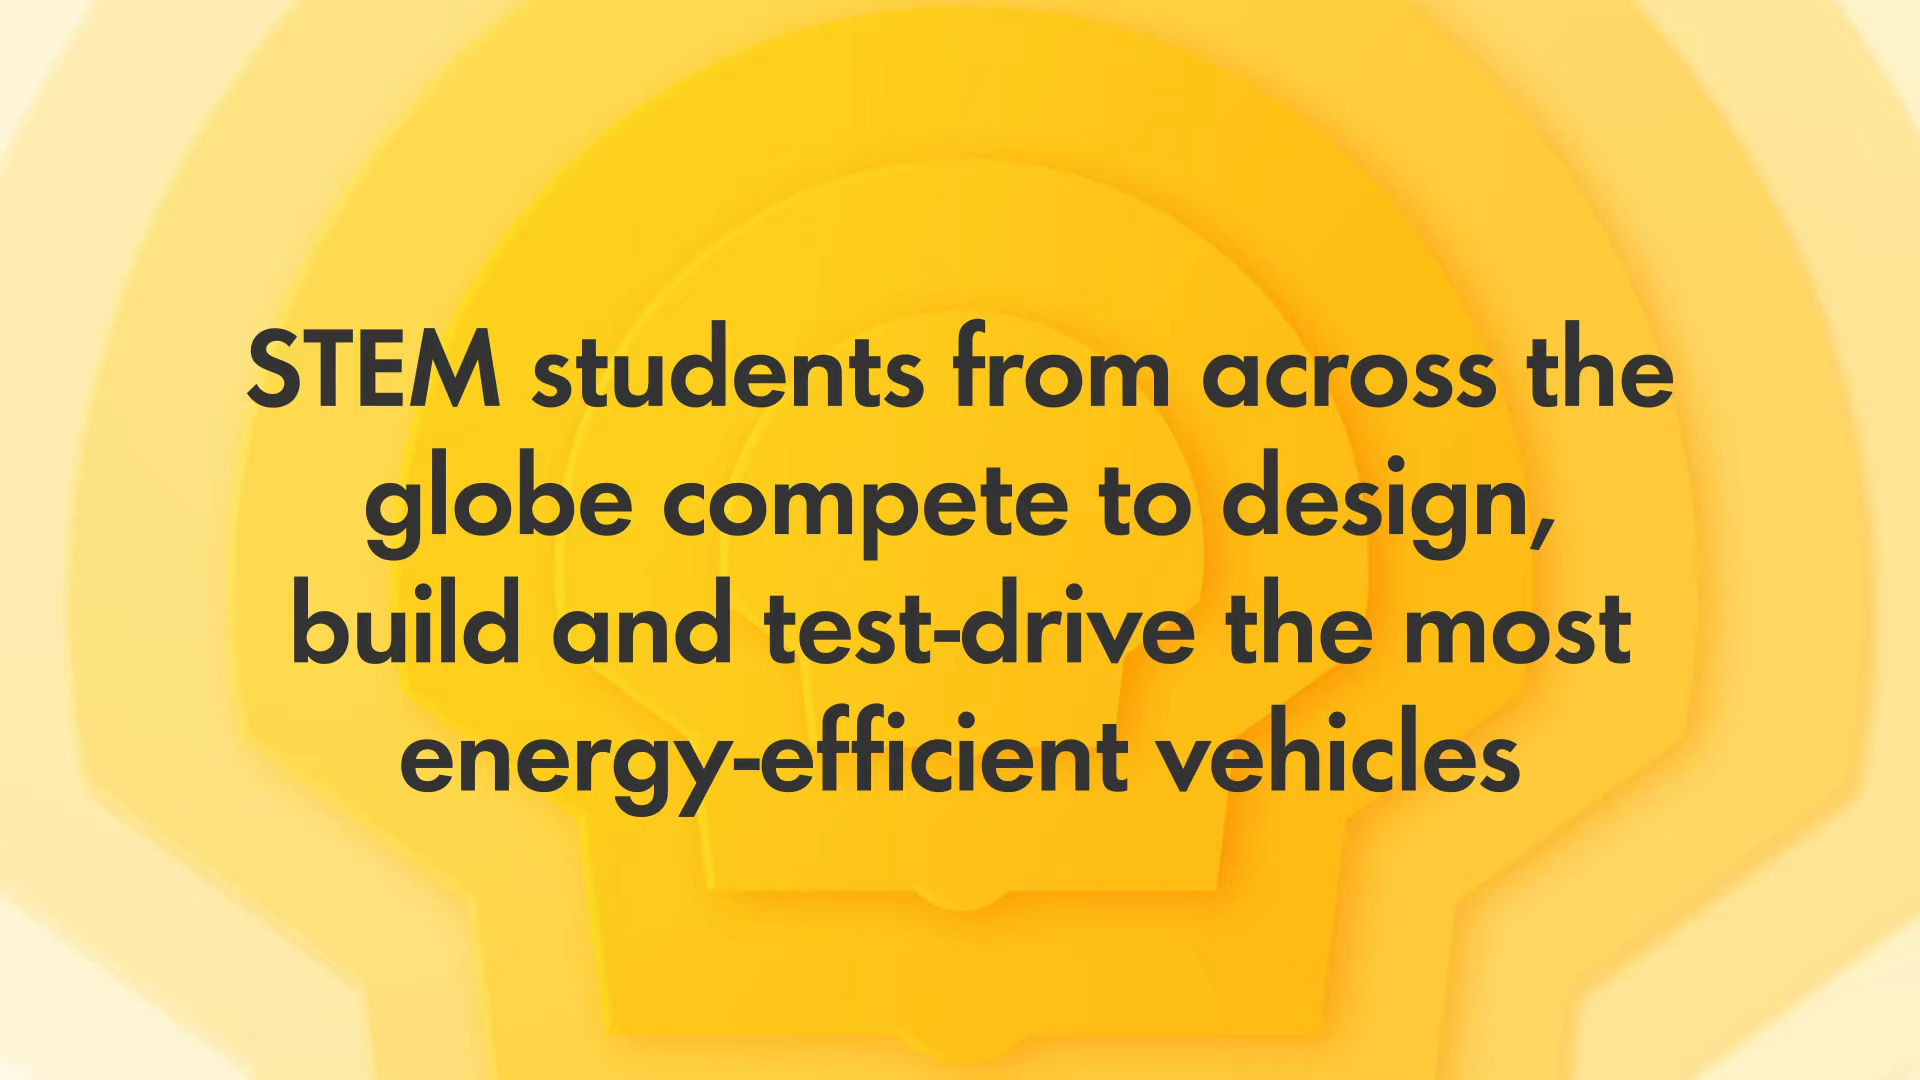 STEM students from across the
globe compete to design,
build and test-drive the most
energy-efficient vehicles